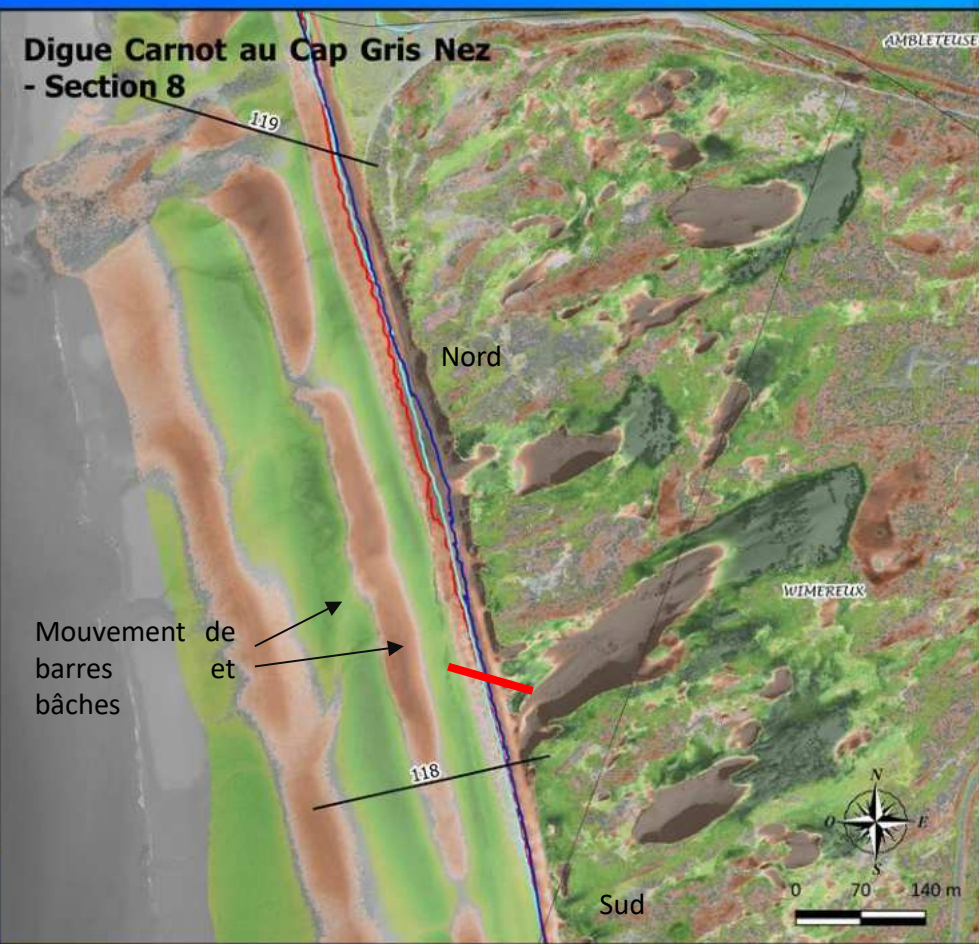 Digue Carnot au Cap Gris Nez
- Section 8
AMBLETEUSE
119
Nord
WIMEREUX
Mouvement de
barres et
bâches
118
N
O
E
S
Sud
0 70 140 m